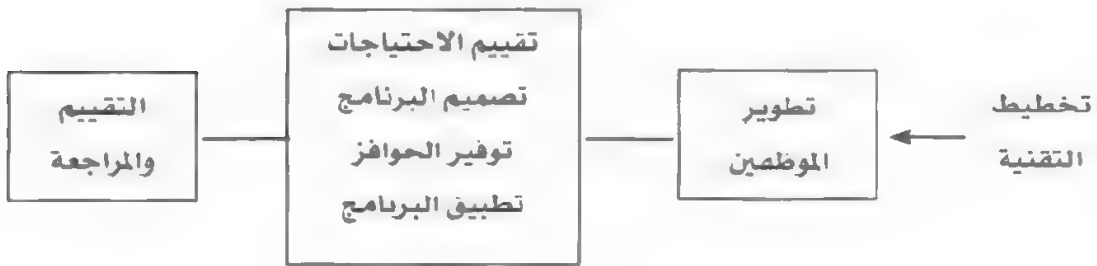 تخطيط
التقنية
تطوير
الموظفين
تقييم الاحتياجات
تصميم البرنامج
توفير الحوافز
تطبيق البرنامج
التقييم
والمراجعة